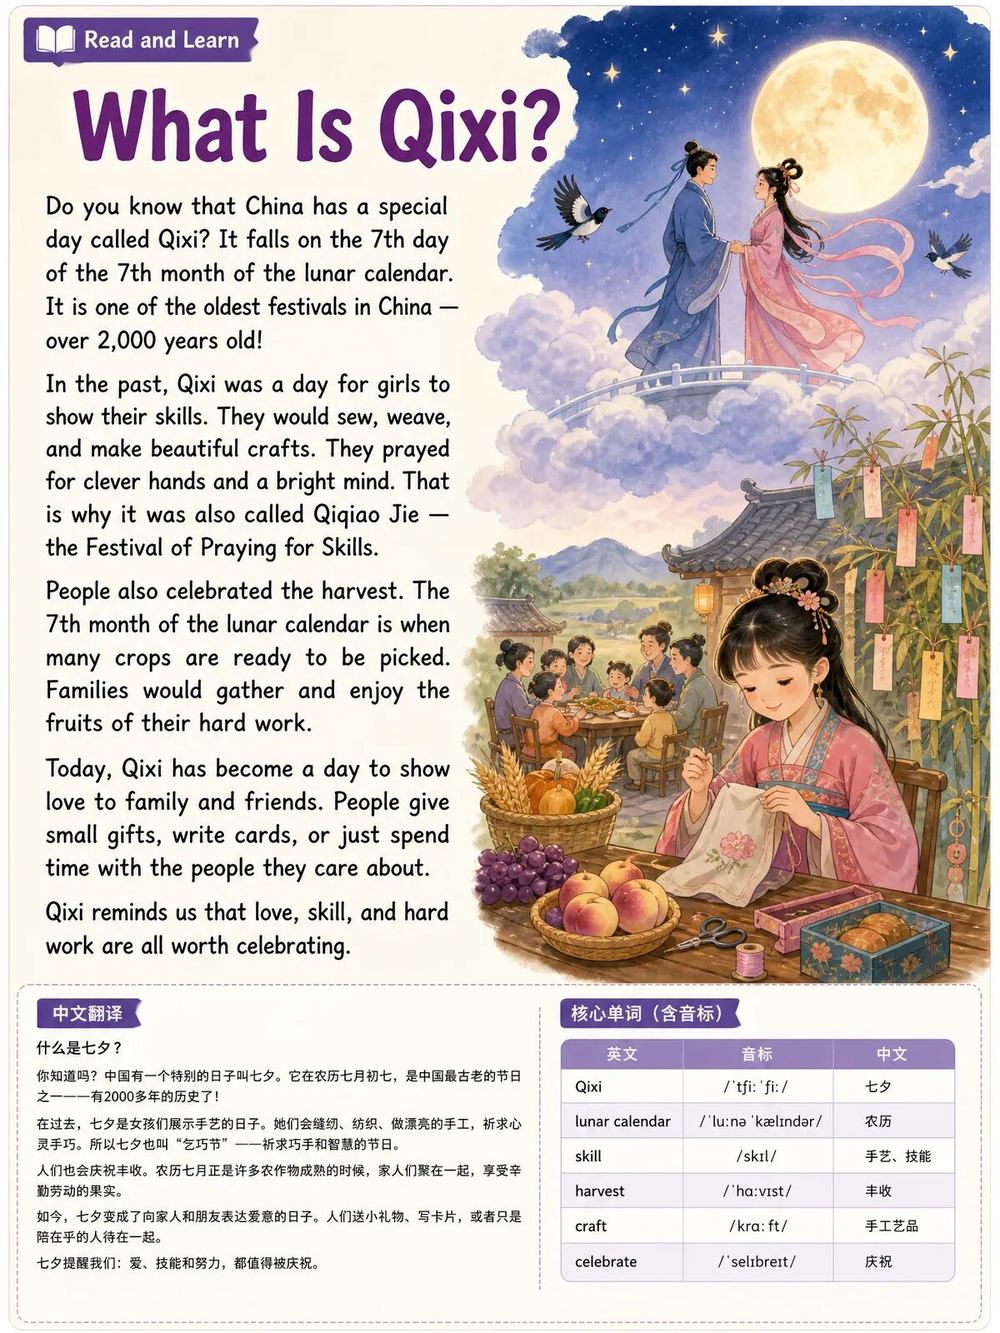 Read and Learn
What Is Qixi?
Do you know that China has a special
day called Qixi? It falls on the 7th day
of the 7th month of the lunar calendar.
It is one of the oldest festivals in China —
over 2,000 years old!
In the past, Qixi was a day for girls to
show their skills. They would sew, weave,
and make beautiful crafts. They prayed
for clever hands and a bright mind. That
is why it was also called Qiqiao Jie —
the Festival of Praying for Skills.
People also celebrated the harvest. The
7th month of the lunar calendar is when
many crops are ready to be picked.
Families would gather and enjoy the
fruits of their hard work.
Today, Qixi has become a day to show
love to family and friends. People give
small gifts, write cards, or just spend
time with the people they care about.
Qixi reminds us that love, skill, and hard
work are all worth celebrating.
中文翻译
什么是七夕？
你知道吗？中国有一个特别的日子叫七夕。它在农历七月初七，是中国最古老的节日
之一——有2000多年的历史了！
在过去，七夕是女孩们展示手艺的日子。她们会缝纫、纺织、做漂亮的手工，祈求心
灵手巧。所以七夕也叫“乞巧节”——祈求巧手和智慧的节日。
人们也会庆祝丰收。农历七月正是许多农作物成熟的时候，家人们聚在一起，享受辛
勤劳动的果实。
如今，七夕变成了向家人和朋友表达爱意的日子。人们送小礼物、写卡片，或者只是
陪在乎的人待在一起。
七夕提醒我们：爱、技能和努力，都值得被庆祝。
核心单词（含音标）
英文 音标 中文
Qixi /ˈtʃiː ˈʃiː/ 七夕
lunar calendar /ˈluːnə ˈkælɪndər/ 农历
skill /skɪl/ 手艺、技能
harvest /ˈhɑːvɪst/ 丰收
craft /krɑː ft/ 手工艺品
celebrate /ˈselɪbreɪt/ 庆祝